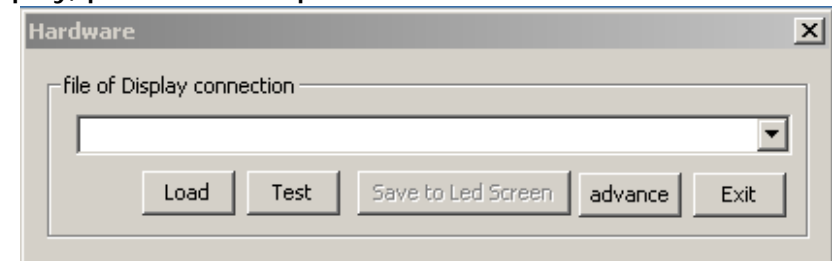 Hardware
file of Display connection
Load Test Save to Led Screen advance Exit